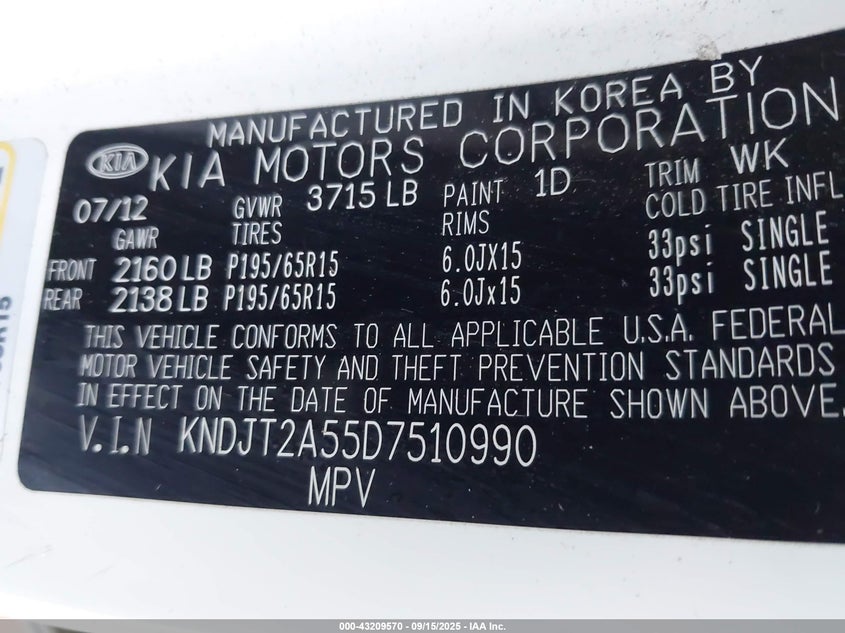 MANUFACTURED IN KOREA BY
KIA KIA MOTORS CORPORATION
07/12 GVWR 3715 LB PAINT 1D TRIM WK
GAWR TIRES RIMS COLD TIRE INFL
FRONT 2160 LB P195/65R15 6.0JX15 33psi SINGLE
REAR 2138 LB P195/65R15 6.0Jx15 33psi SINGLE
THIS VEHICLE CONFORMS TO ALL APPLICABLE U.S.A. FEDERAL
MOTOR VEHICLE SAFETY AND THEFT PREVENTION STANDARDS
IN EFFECT ON THE DATE OF MANUFACTURE SHOWN ABOVE.
V.I.N KNDJT2A55D7510990
MPV
000-43209570 - 09/15/2025 - IAA Inc.